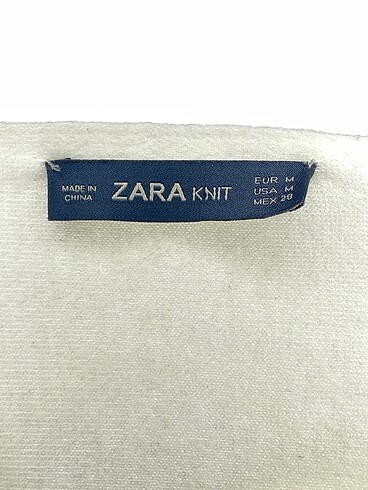 MADE IN
CHINA
ZARA KNIT
EUR M
USA M
MEX 28